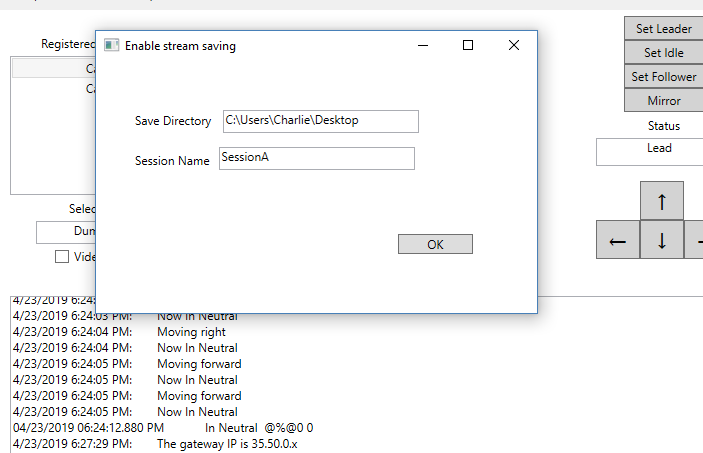 Enable stream saving
Registered
Ca
Ca
Save Directory C:\Users\Charlie\Desktop
Session Name SessionA
OK
Selec
Dum
Vide
Set Leader
Set Idle
Set Follower
Mirror
Status
Lead
↑
← ↓
4/23/2019 6:24:
4/23/2019 6:24:03 PM: Now In Neutral
4/23/2019 6:24:04 PM: Moving right
4/23/2019 6:24:04 PM: Now In Neutral
4/23/2019 6:24:05 PM: Moving forward
4/23/2019 6:24:05 PM: Now In Neutral
4/23/2019 6:24:05 PM: Moving forward
4/23/2019 6:24:05 PM: Now In Neutral
04/23/2019 06:24:12.880 PM In Neutral @%@0 0
4/23/2019 6:27:29 PM: The gateway IP is 35.50.0.x